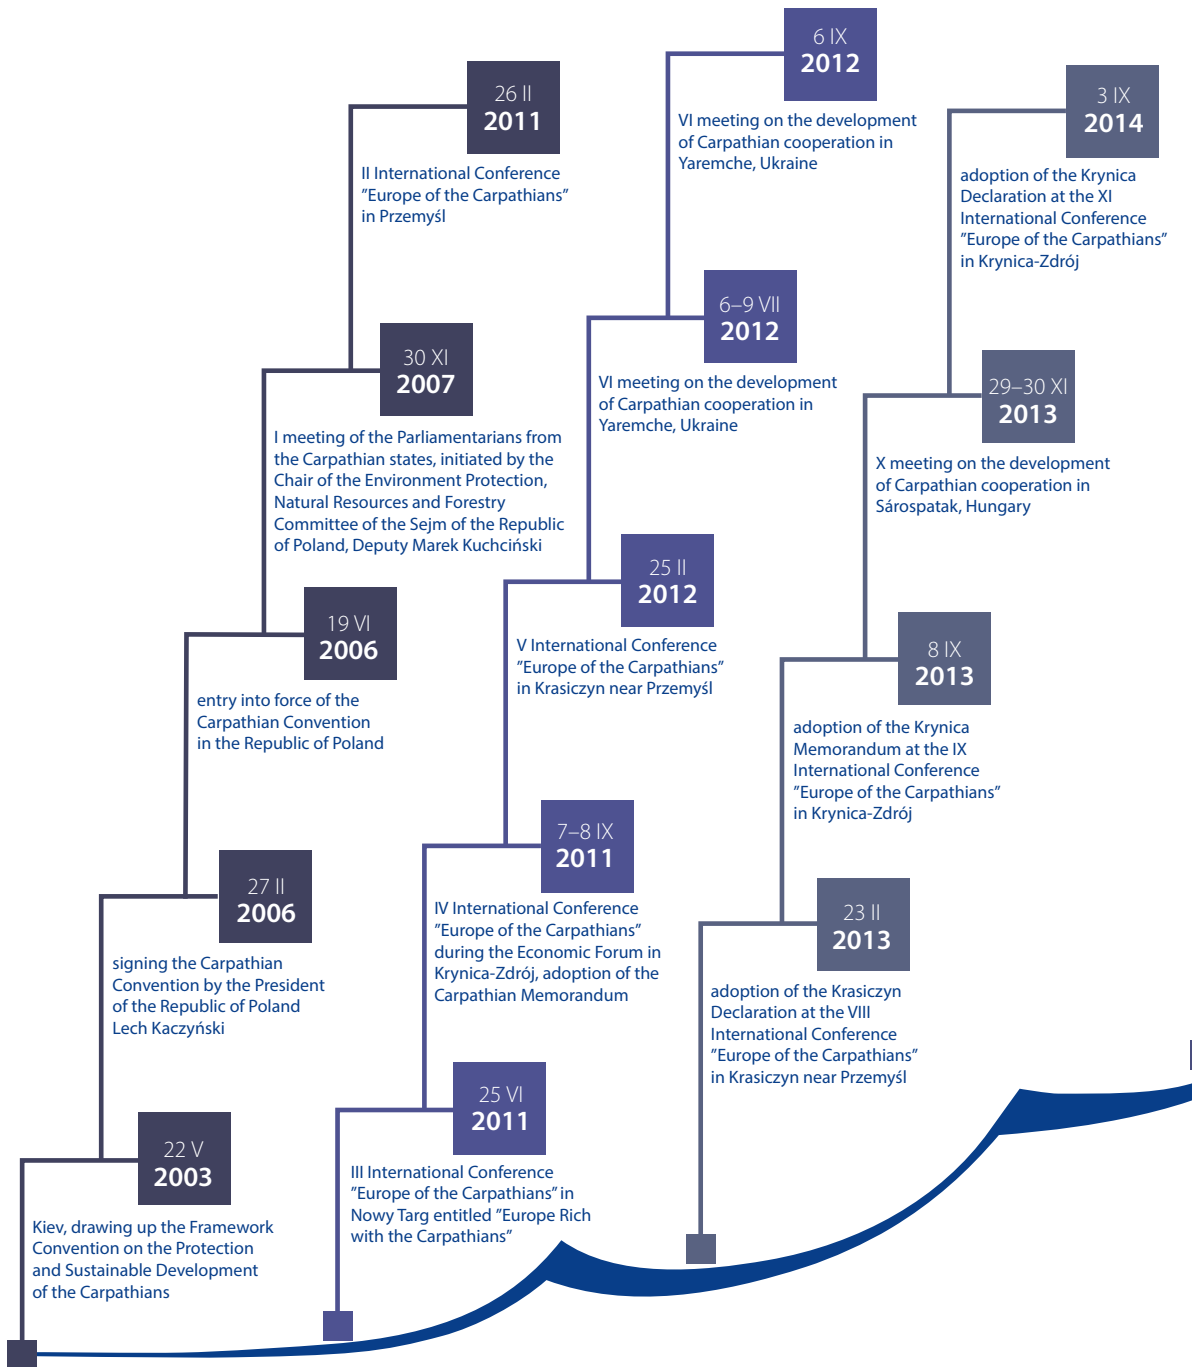 22 V
2003
Kiev, drawing up the Framework
Convention on the Protection
and Sustainable Development
of the Carpathians
27 II
2006
signing the Carpathian
Convention by the President
of the Republic of Poland
Lech Kaczyński
19 VI
2006
entry into force of the
Carpathian Convention
in the Republic of Poland
30 XI
2007
I meeting of the Parliamentarians from
the Carpathian states, initiated by the
Chair of the Environment Protection,
Natural Resources and Forestry
Committee of the Sejm of the Republic
of Poland, Deputy Marek Kuchciński
26 II
2011
II International Conference
”Europe of the Carpathians”
in Przemyśl
25 VI
2011
III International Conference
”Europe of the Carpathians” in
Nowy Targ entitled ”Europe Rich
with the Carpathians”
7–8 IX
2011
IV International Conference
”Europe of the Carpathians”
during the Economic Forum in
Krynica-Zdrój, adoption of the
Carpathian Memorandum
25 II
2012
V International Conference
”Europe of the Carpathians”
in Krasiczyn near Przemyśl
6–9 VII
2012
VI meeting on the development
of Carpathian cooperation in
Yaremche, Ukraine
6 IX
2012
VI meeting on the development
of Carpathian cooperation in
Yaremche, Ukraine
23 II
2013
adoption of the Krasiczyn
Declaration at the VIII
International Conference
”Europe of the Carpathians”
in Krasiczyn near Przemyśl
8 IX
2013
adoption of the Krynica
Memorandum at the IX
International Conference
”Europe of the Carpathians”
in Krynica-Zdrój
29–30 XI
2013
X meeting on the development
of Carpathian cooperation in
Sárospatak, Hungary
3 IX
2014
adoption of the Krynica
Declaration at the XI
International Conference
”Europe of the Carpathians”
in Krynica-Zdrój